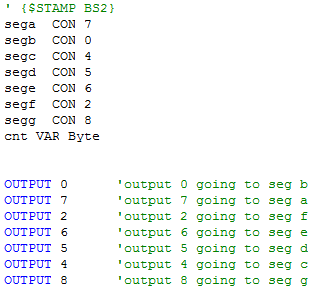 ' {$STAMP BS2}
sega  CON 7
segb  CON 0
segc  CON 4
segd  CON 5
sege  CON 6
segf  CON 2
segg  CON 8
cnt VAR Byte
OUTPUT 0      'output 0 going to seg b
OUTPUT 7      'output 7 going to seg a
OUTPUT 2      'output 2 going to seg f
OUTPUT 6      'output 6 going to seg e
OUTPUT 5      'output 5 going to seg d
OUTPUT 4      'output 4 going to seg c
OUTPUT 8      'output 8 going to seg g